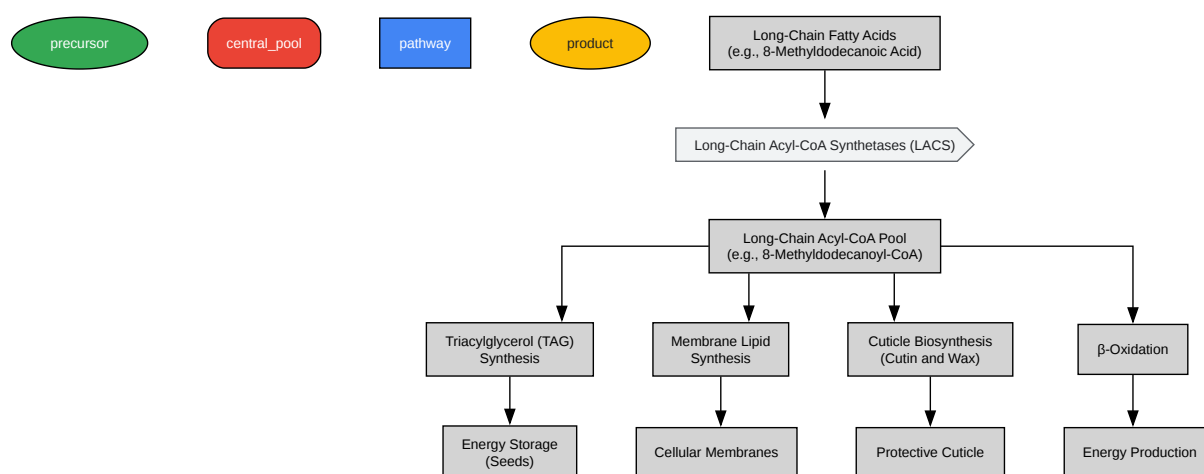 precursor
central_pool
pathway
product
Long-Chain Fatty Acids
(e.g., 8-Methyldodecanoic Acid)
Long-Chain Acyl-CoA Synthetases (LACS)
Long-Chain Acyl-CoA Pool
(e.g., 8-Methyldodecanoyl-CoA)
Triacylglycerol (TAG)
Synthesis
Membrane Lipid
Synthesis
Cuticle Biosynthesis
(Cutin and Wax)
β-Oxidation
Energy Storage
(Seeds)
Cellular Membranes
Protective Cuticle
Energy Production